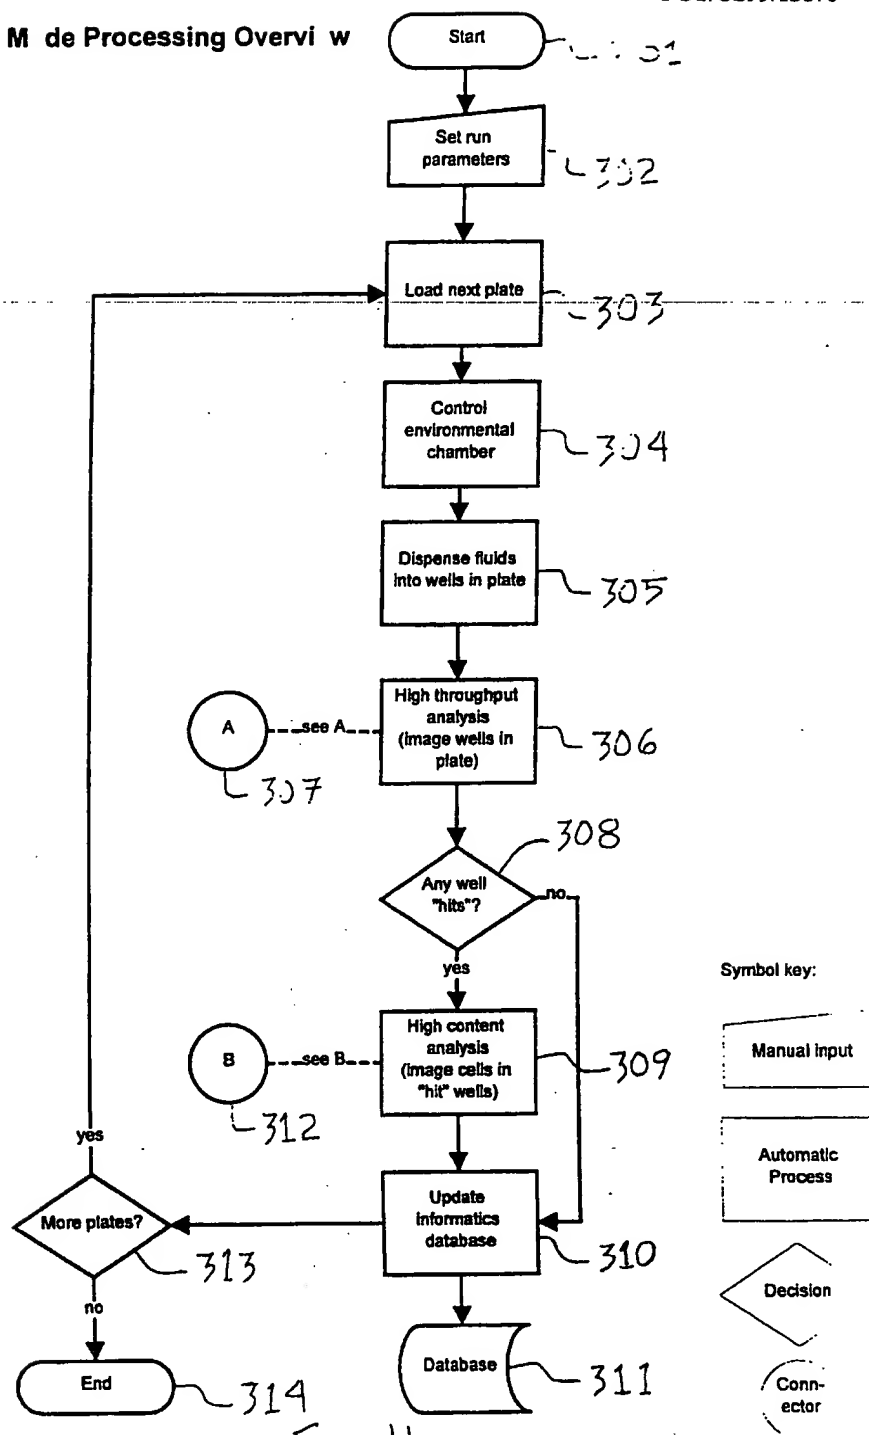 M de Processing Overvi w
Start
Set run
parameters
302
Load next plate
303
Control
environmental
chamber
304
Dispense fluids
into wells in plate
305
High throughput
analysis
(image wells in
plate)
306
A
see A
307
308
Any well
"hits"?
no
yes
High content
analysis
(image cells in
"hit" wells)
309
B
see B
312
Update
informatics
database
310
yes
More plates?
313
no
End
314
Database
311
Symbol key:
Manual input
Automatic
Process
Decision
Conn-
ector